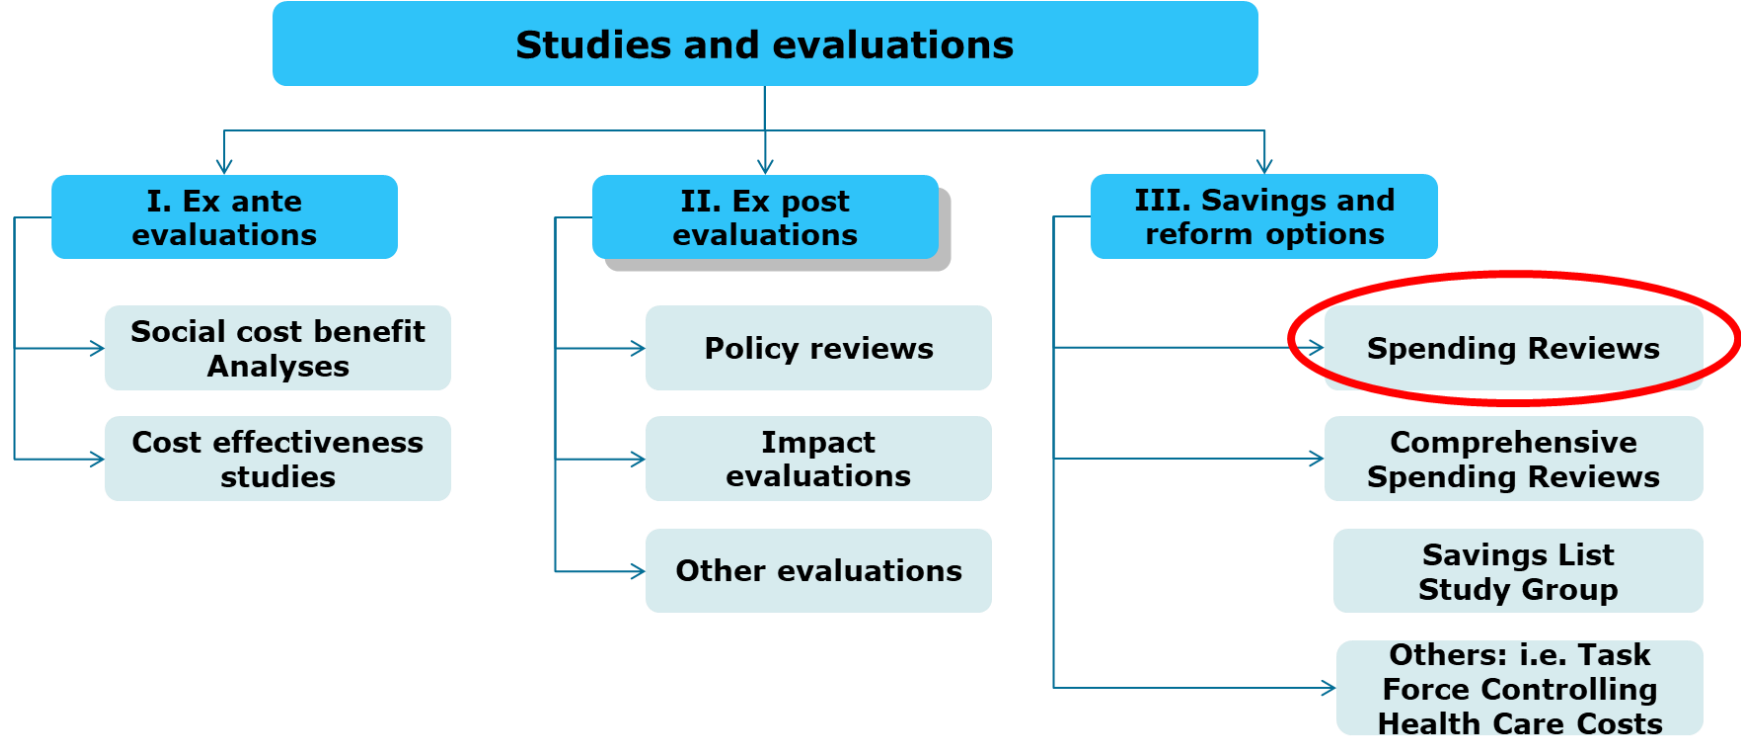 Studies and evaluations
I. Ex ante
evaluations
Social cost benefit
Analyses
Cost effectiveness
studies
II. Ex post
evaluations
Policy reviews
Impact
evaluations
Other evaluations
III. Savings and
reform options
Spending Reviews
Comprehensive
Spending Reviews
Savings List
Study Group
Others: i.e. Task
Force Controlling
Health Care Costs